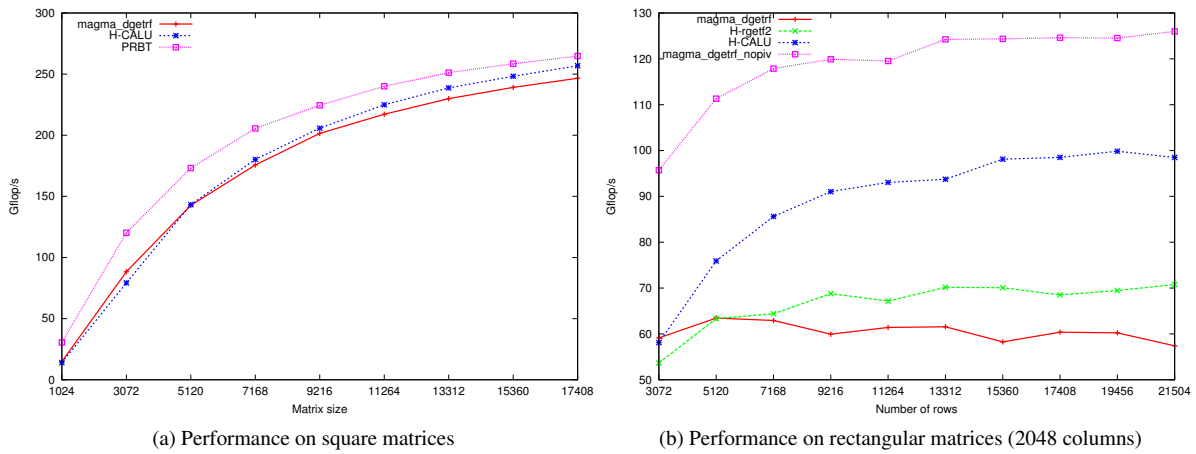 magma_dgetrf
H-CALU
PRBT
300
250
200
150
100
50
0
Gflop/s
1024 3072 5120 7168 9216 11264 13312 15360 17408
Matrix size
(a) Performance on square matrices
magma_dgetrf
H-rgetf2
H-CALU
magma_dgetrf_nopiv
130
120
110
100
90
80
70
60
50
Gflop/s
3072 5120 7168 9216 11264 13312 15360 17408 19456 21504
Number of rows
(b) Performance on rectangular matrices (2048 columns)